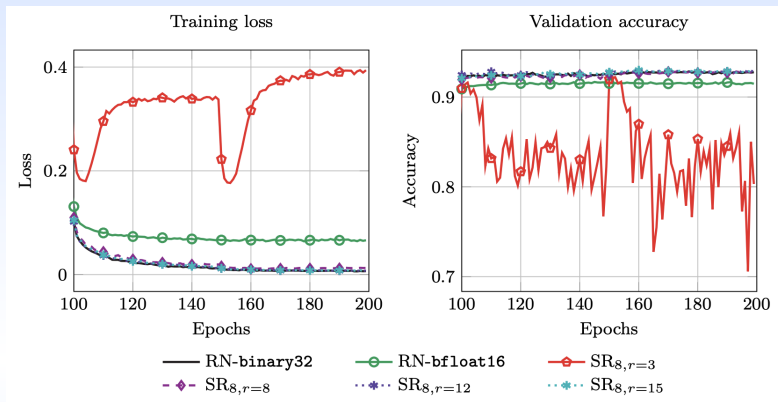 Training loss
Validation accuracy
Loss
0.4
0.2
0
100 120 140 160 180 200
Epochs
Accuracy
0.9
0.8
0.7
100 120 140 160 180 200
Epochs
RN-binary32 RN-bfloat16 SR8,r=3
SR8,r=8 SR8,r=12 SR8,r=15